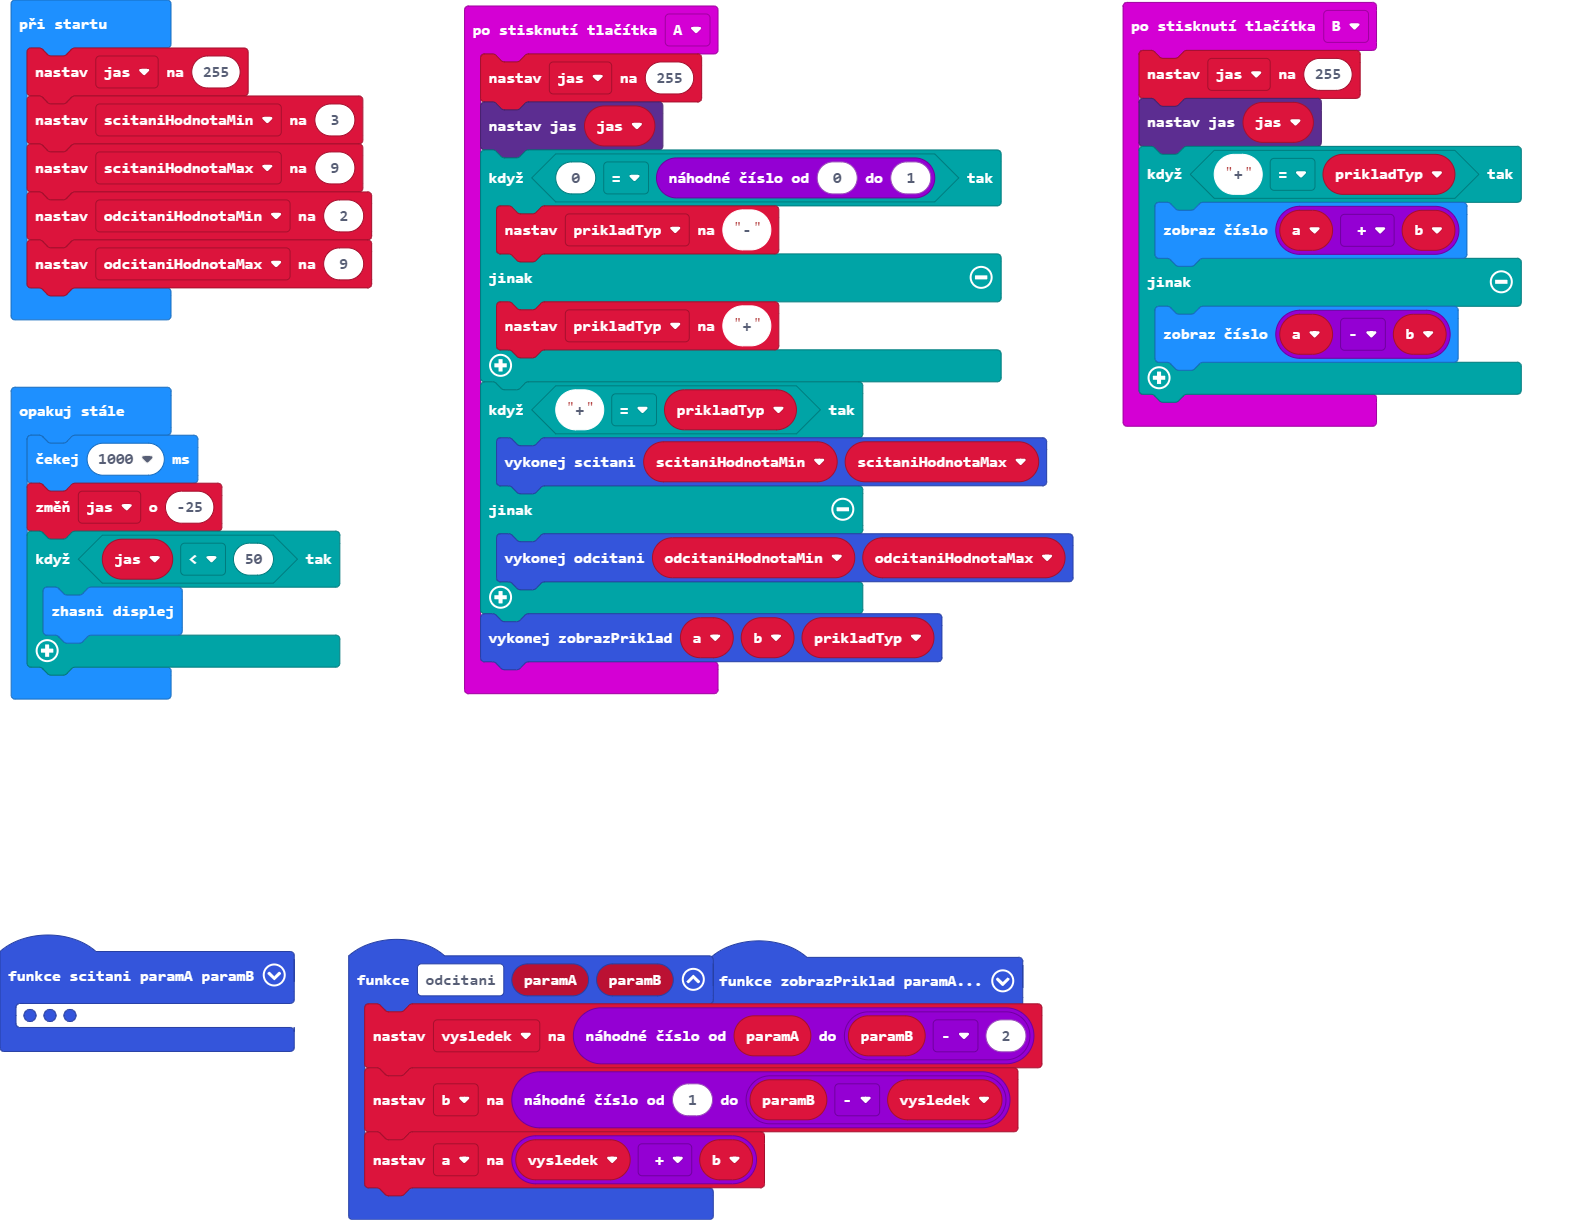 při startu
nastav jas na 255
nastav scitaniHodnotaMin na 3
nastav scitaniHodnotaMax na 9
nastav odcitaniHodnotaMin na 2
nastav odcitaniHodnotaMax na 9
opakuj stále
čekej 1000 ms
změň jas o -25
když jas < 50 tak
zhasni displej
po stisknutí tlačítka A
nastav jas na 255
nastav jas jas
když 0 = náhodné číslo od 0 do 1 tak
nastav prikladTyp na "-"
jinak
nastav prikladTyp na "+"
když "+" = prikladTyp tak
vykonej scitani scitaniHodnotaMin scitaniHodnotaMax
jinak
vykonej odcitani odcitaniHodnotaMin odcitaniHodnotaMax
vykonej zobrazPriklad a b prikladTyp
po stisknutí tlačítka B
nastav jas na 255
nastav jas jas
když "+" = prikladTyp tak
zobraz číslo a + b
jinak
zobraz číslo a - b
funkce scitani paramA paramB
funkce odcitani paramA paramB
nastav vysledek na náhodné číslo od paramA do paramB - 2
nastav b na náhodné číslo od 1 do paramB - vysledek
nastav a na vysledek + b
funkce zobrazPriklad paramA...